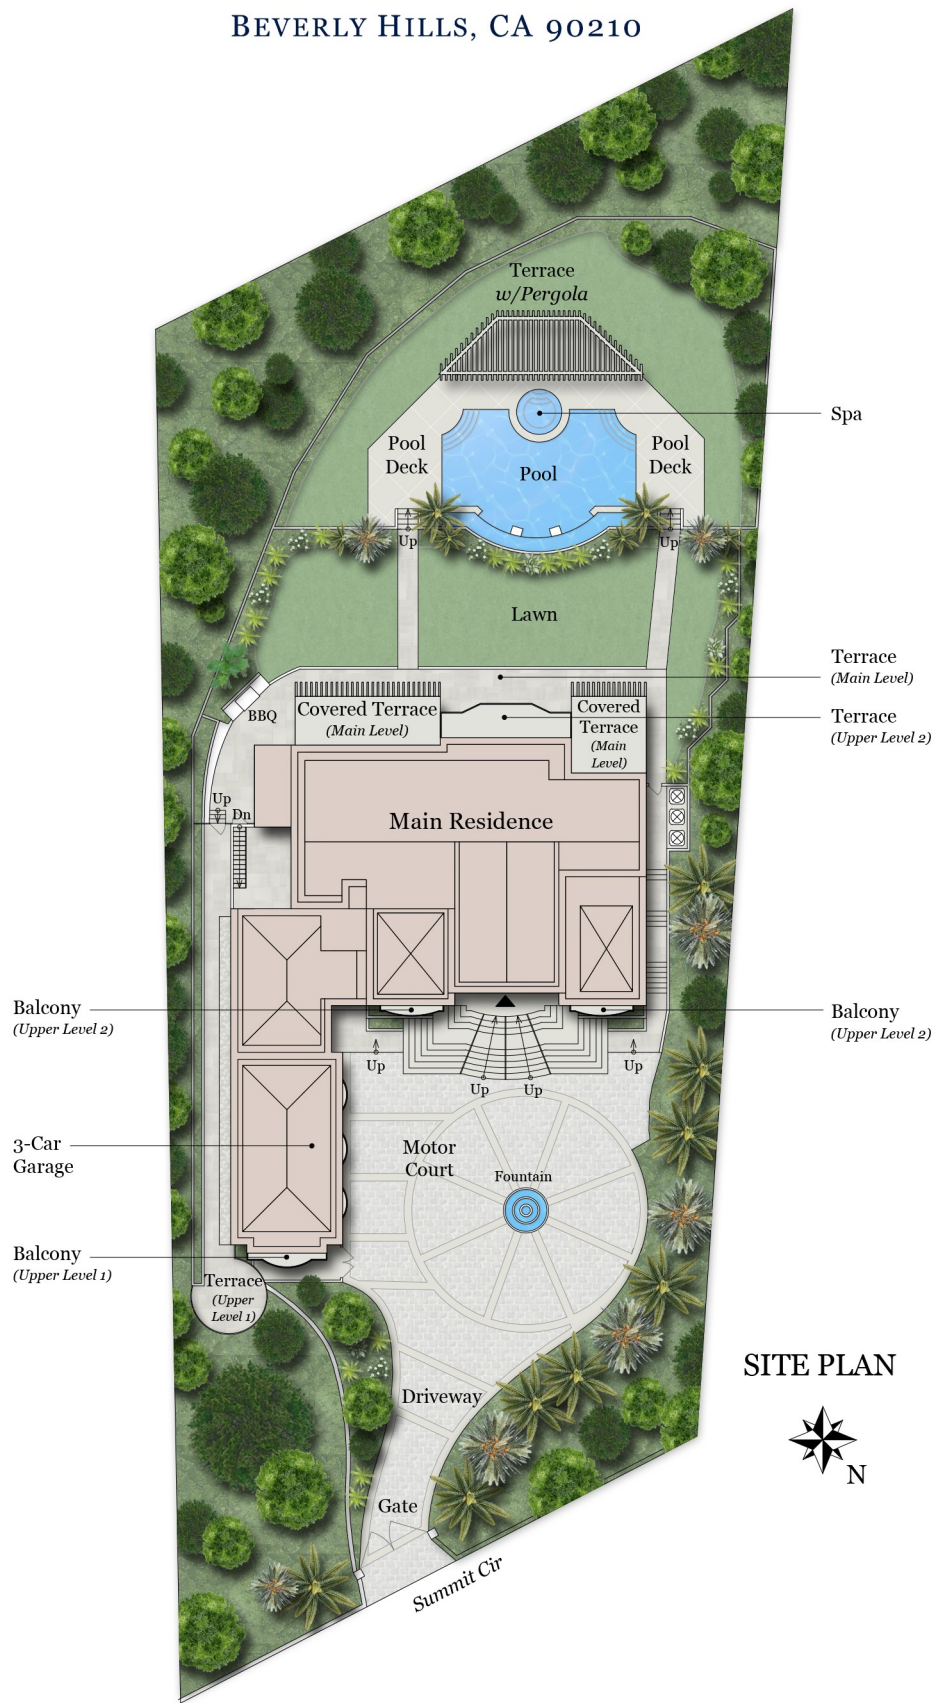 BEVERLY HILLS, CA 90210
Terrace
w/Pergola
Spa
Pool
Deck
Pool
Pool
Deck
Up
Up
Lawn
Terrace
(Main Level)
BBQ
Covered Terrace
(Main Level)
Covered
Terrace
(Main
Level)
Terrace
(Upper Level 2)
Up
Dn
Main Residence
Balcony
(Upper Level 2)
Balcony
(Upper Level 2)
Up
Up
Up
Up
3-Car
Garage
Motor
Court
Fountain
Balcony
(Upper Level 1)
Terrace
(Upper
Level 1)
SITE PLAN
N
Driveway
Gate
Summit Cir